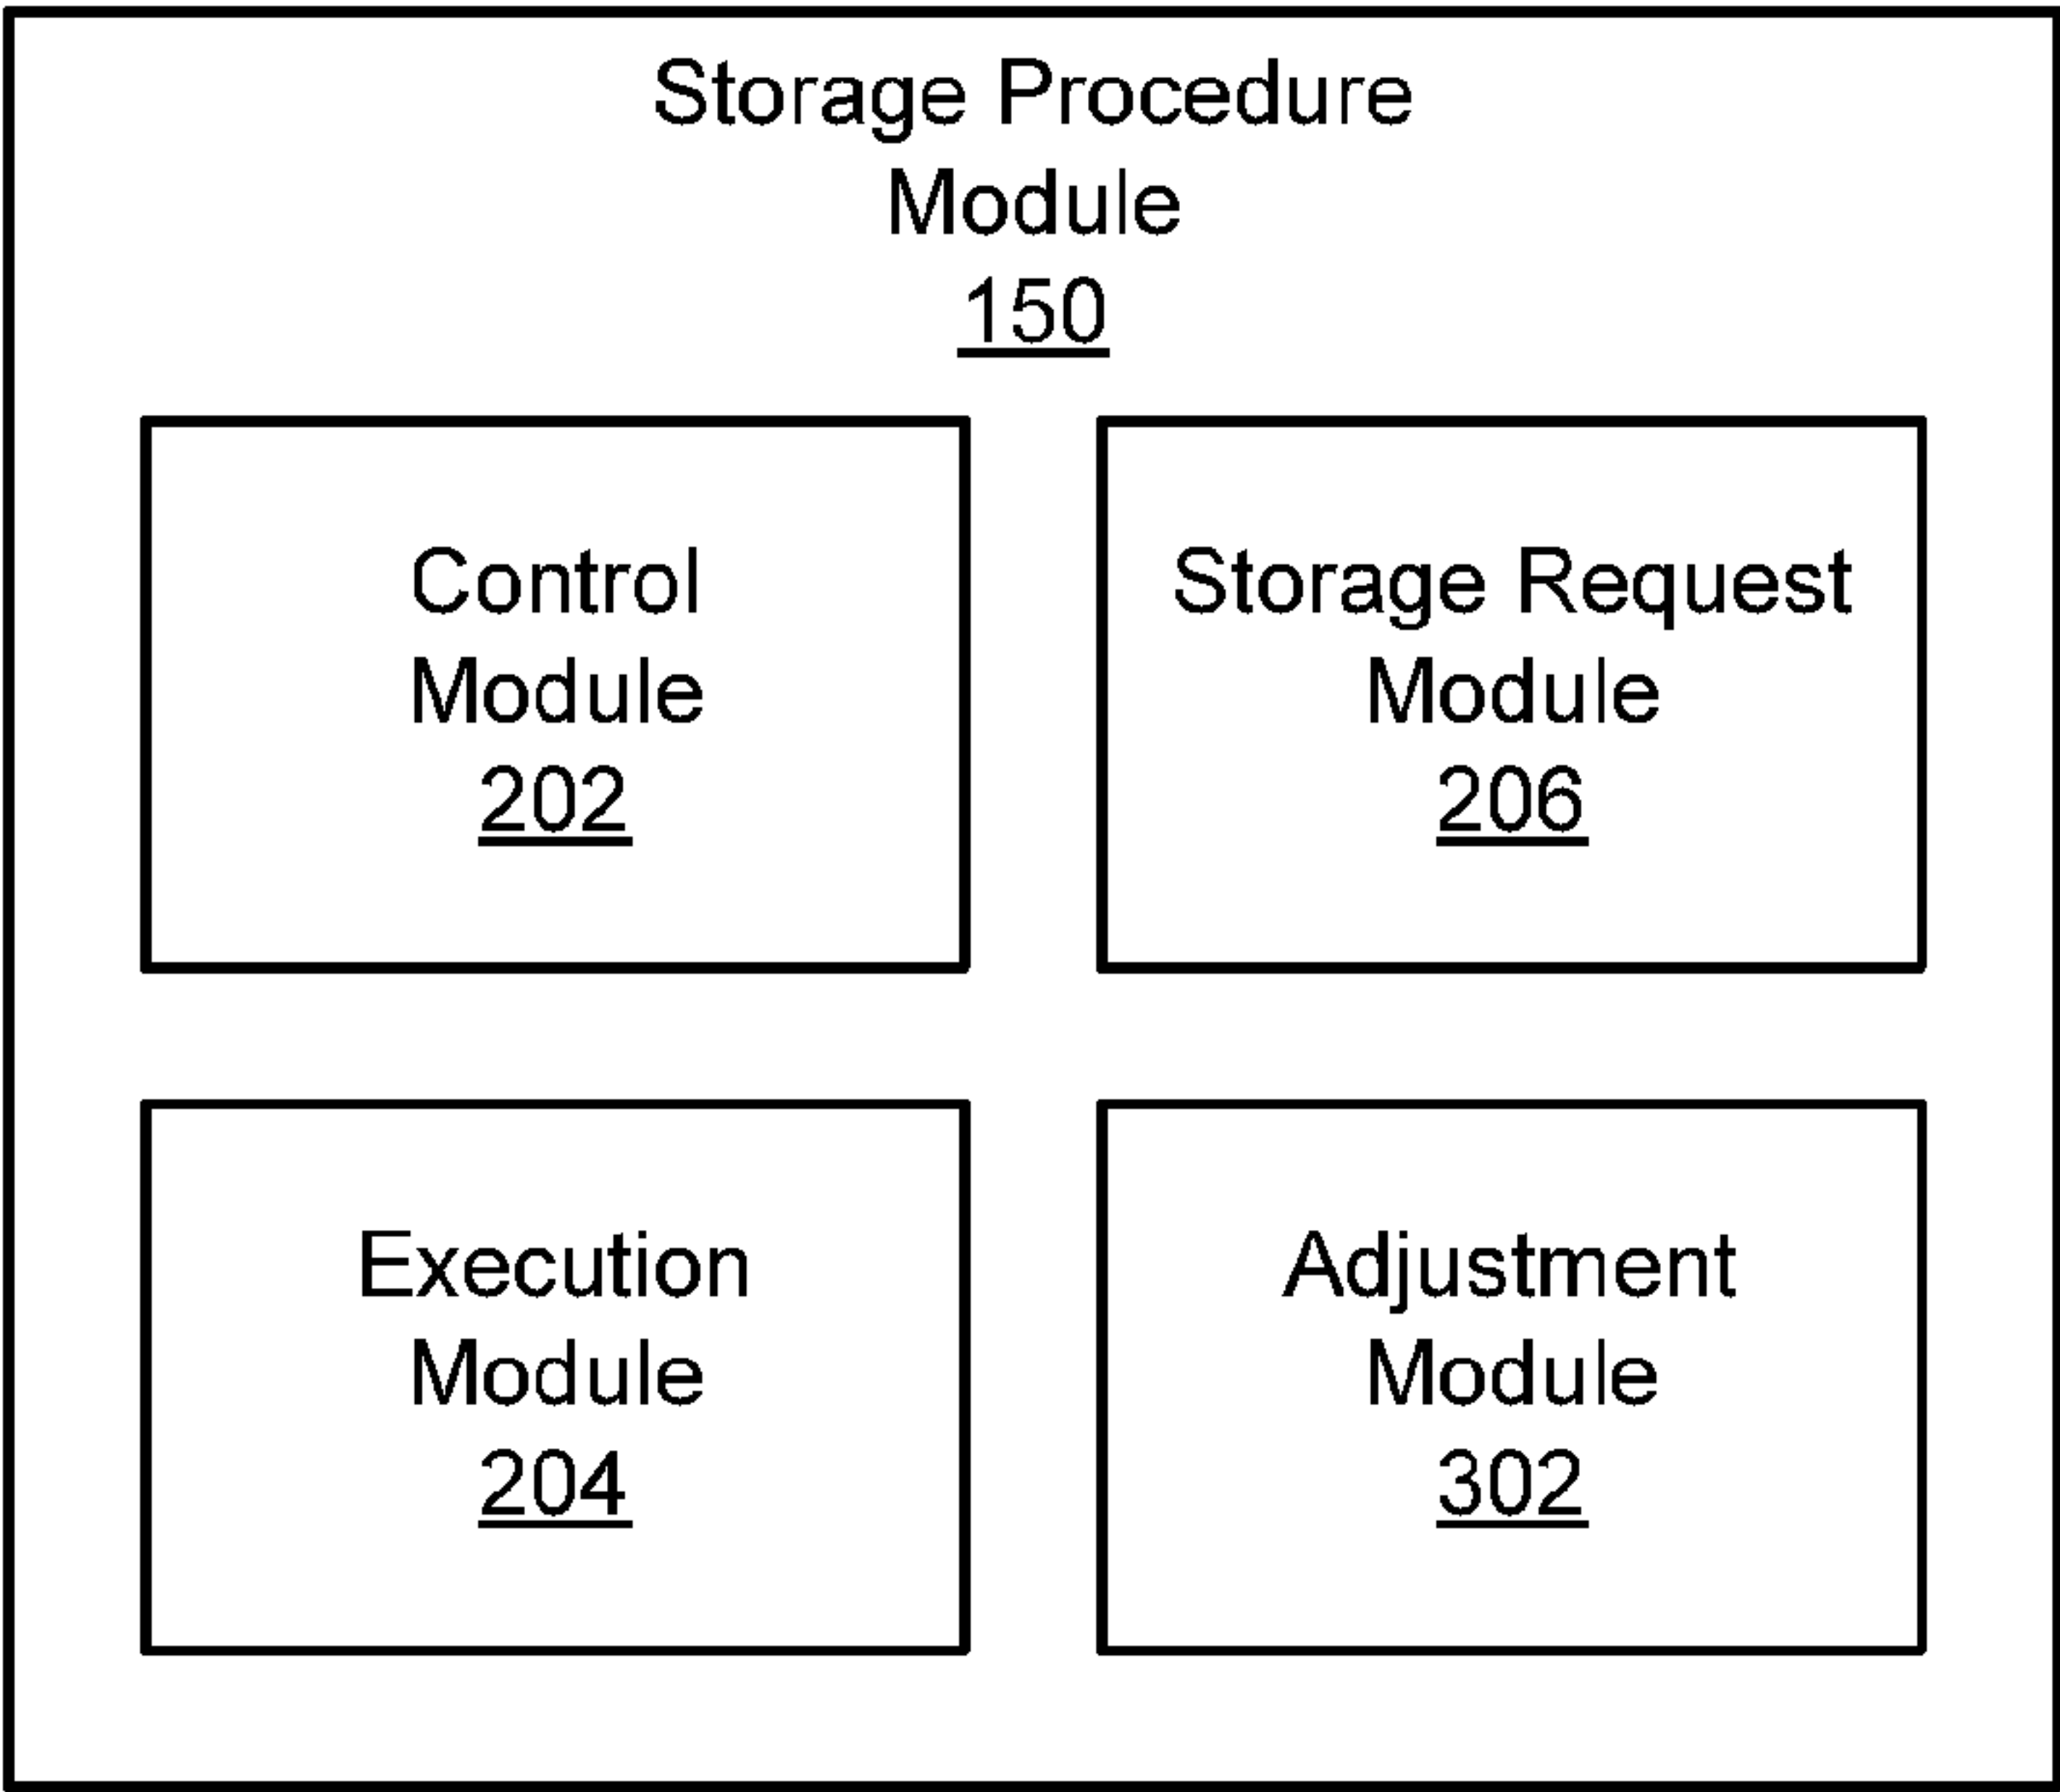 Storage Procedure
Module
150
Control
Module
202
Storage Request
Module
206
Execution
Module
204
Adjustment
Module
302